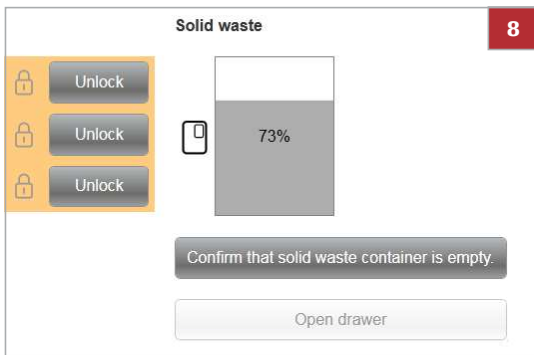 Solid waste
8
Unlock
Unlock
73%
Unlock
Confirm that solid waste container is empty.
Open drawer